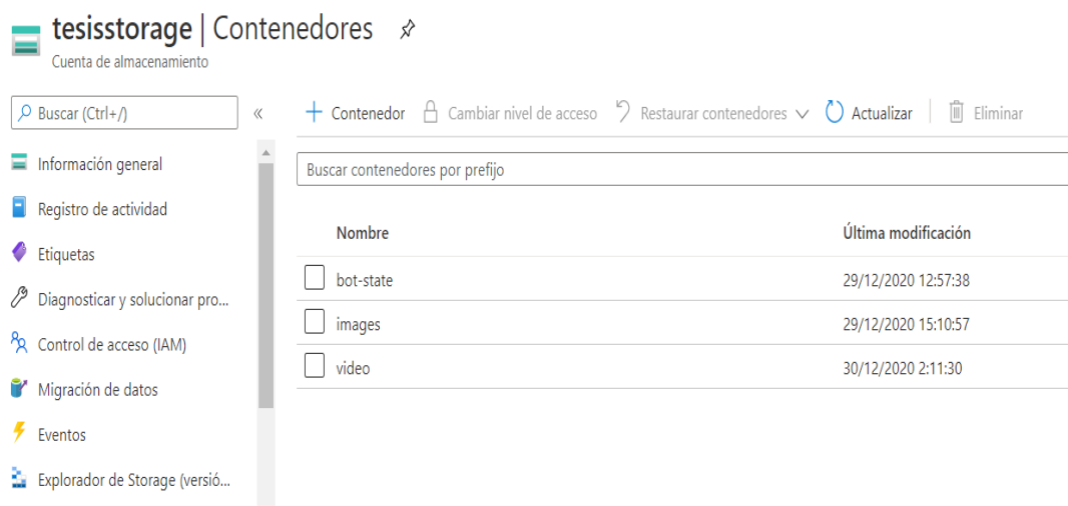 tesisstorage | Contenedores
Cuenta de almacenamiento
Buscar (Ctrl+/)
«
Información general
Registro de actividad
Etiquetas
Diagnosticar y solucionar pro...
Control de acceso (IAM)
Migración de datos
Eventos
Explorador de Storage (versió...
+ Contenedor Cambiar nivel de acceso Restaurar contenedores Actualizar Eliminar
Buscar contenedores por prefijo
Nombre Última modificación
bot-state 29/12/2020 12:57:38
images 29/12/2020 15:10:57
video 30/12/2020 2:11:30